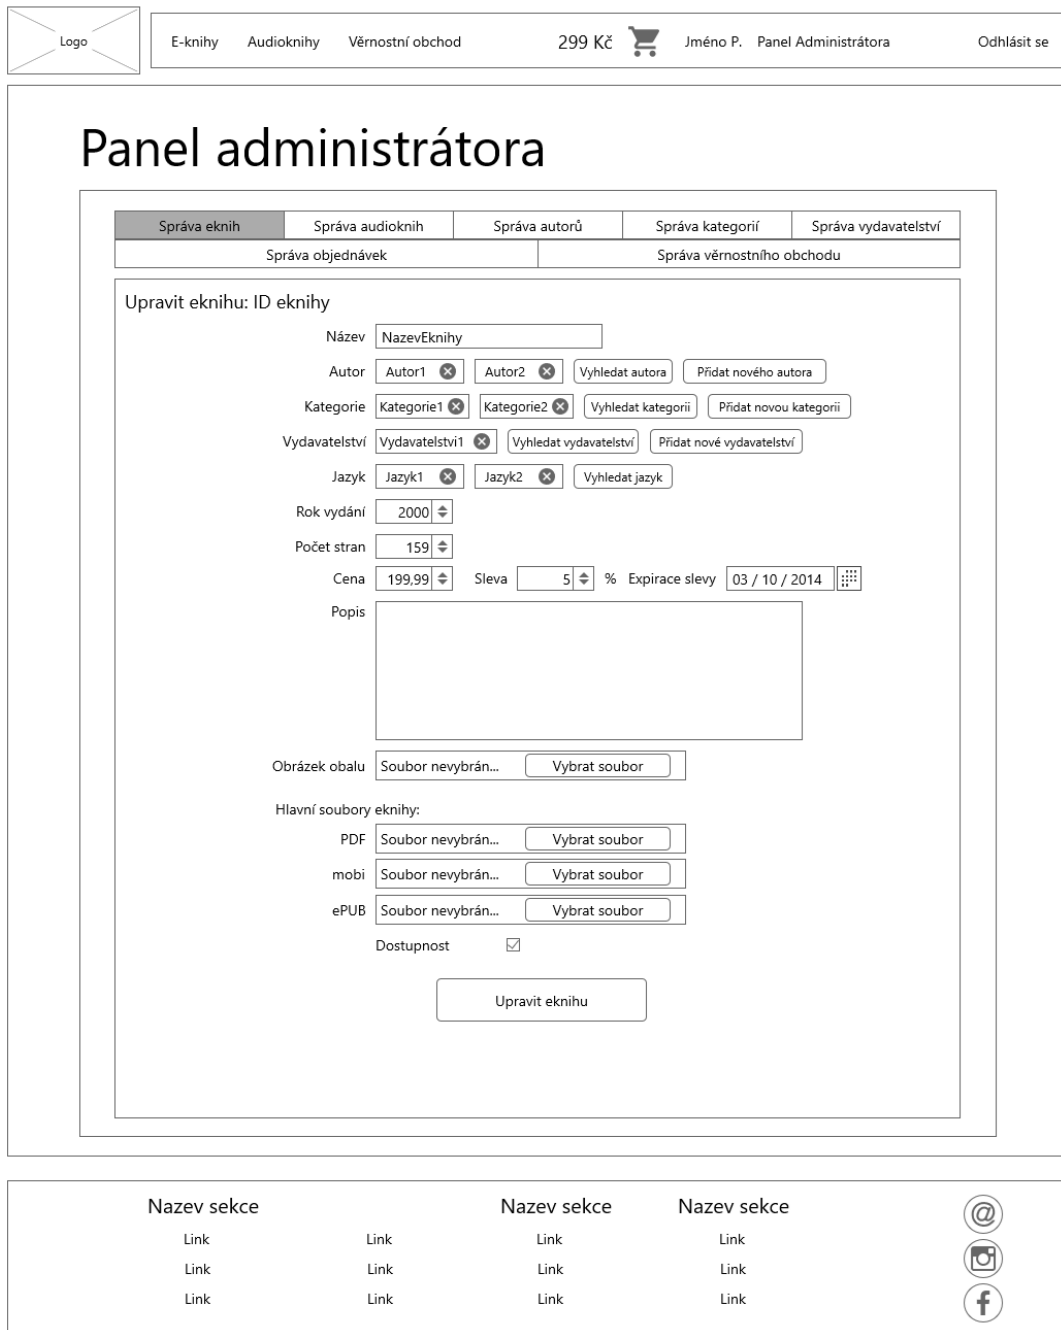 Logo
E-knihy Audioknihy Věrnostní obchod 299 Kč Jméno P. Panel Administrátora Odhlásit se
Panel administrátora
Správa eknih Správa audioknih Správa autorů Správa kategorií Správa vydavatelství
Správa objednávek Správa věrnostního obchodu
Upravit eknihu: ID eknihy
Název NazevEknihy
Autor Autor1 Autor2 Vyhledat autora Přidat nového autora
Kategorie Kategorie1 Kategorie2 Vyhledat kategorii Přidat novou kategorii
Vydavatelství Vydavatelstvi1 Vyhledat vydavatelství Přidat nové vydavatelství
Jazyk Jazyk1 Jazyk2 Vyhledat jazyk
Rok vydání 2000
Počet stran 159
Cena 199,99 Sleva 5 % Expirace slevy 03 / 10 / 2014
Popis
Obrázek obalu Soubor nevybrán... Vybrat soubor
Hlavní soubory eknihy:
PDF Soubor nevybrán... Vybrat soubor
mobi Soubor nevybrán... Vybrat soubor
ePUB Soubor nevybrán... Vybrat soubor
Dostupnost
Upravit eknihu
Nazev sekce Nazev sekce Nazev sekce
Link Link Link Link
Link Link Link Link
Link Link Link Link